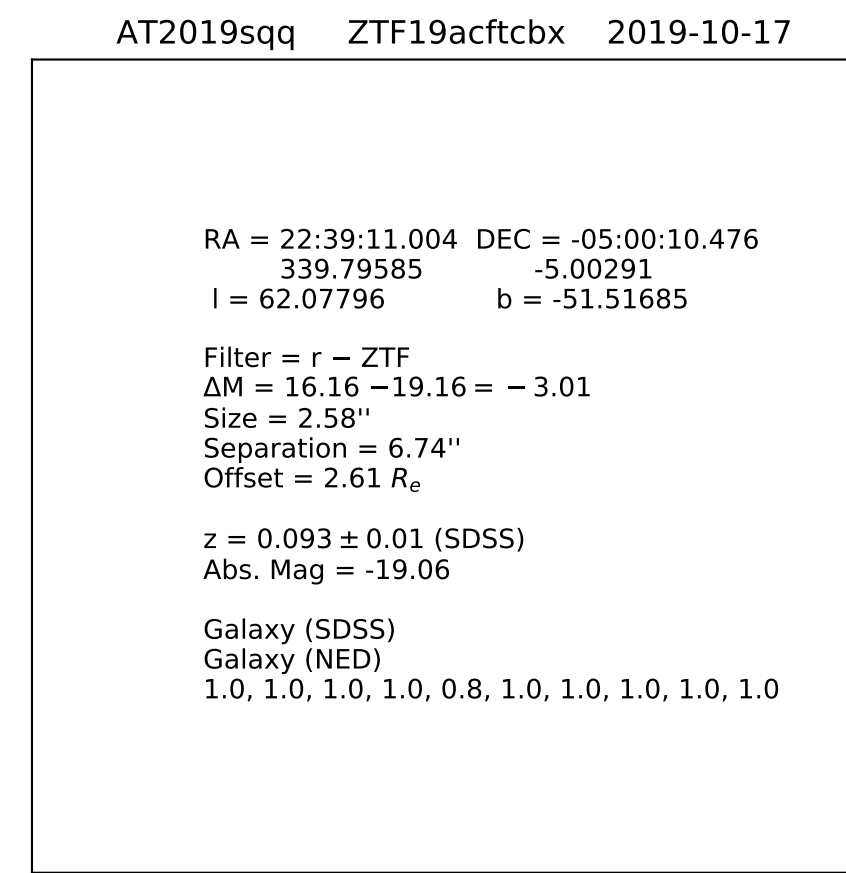 AT2019sqq ZTF19acftcbx 2019-10-17
RA = 22:39:11.004 DEC = -05:00:10.476
339.79585 -5.00291
l = 62.07796 b = -51.51685
Filter = r − ZTF
ΔM = 16.16 −19.16 = − 3.01
Size = 2.58''
Separation = 6.74''
Offset = 2.61 Re
z = 0.093 ± 0.01 (SDSS)
Abs. Mag = -19.06
Galaxy (SDSS)
Galaxy (NED)
1.0, 1.0, 1.0, 1.0, 0.8, 1.0, 1.0, 1.0, 1.0, 1.0